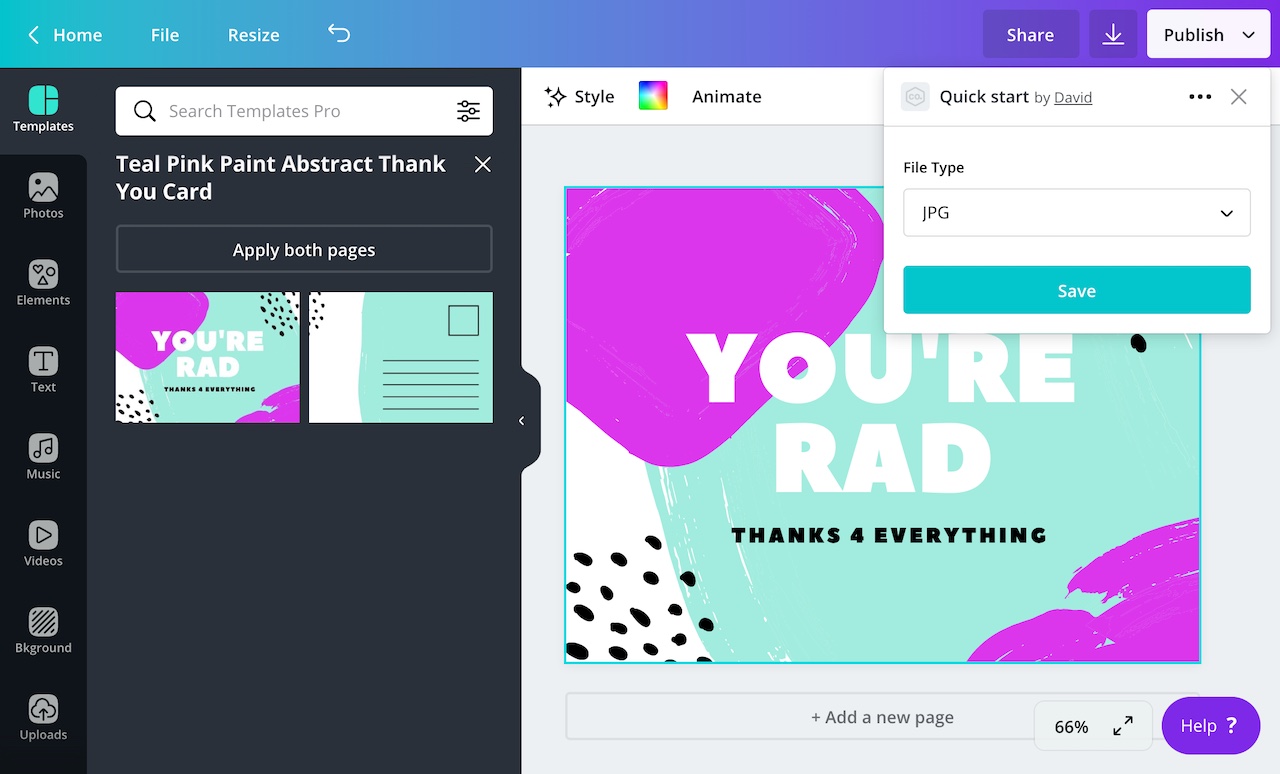 Home
File
Resize
Share
Publish
Templates
Photos
Elements
Text
Music
Videos
Bkground
Uploads
Search Templates Pro
Teal Pink Paint Abstract Thank
You Card
Apply both pages
YOU'RE
RAD
THANKS 4 EVERYTHING
Style
Animate
CO.
Quick start by David
File Type
JPG
Save
YOU'RE
RAD
THANKS 4 EVERYTHING
+ Add a new page
66%
Help ?